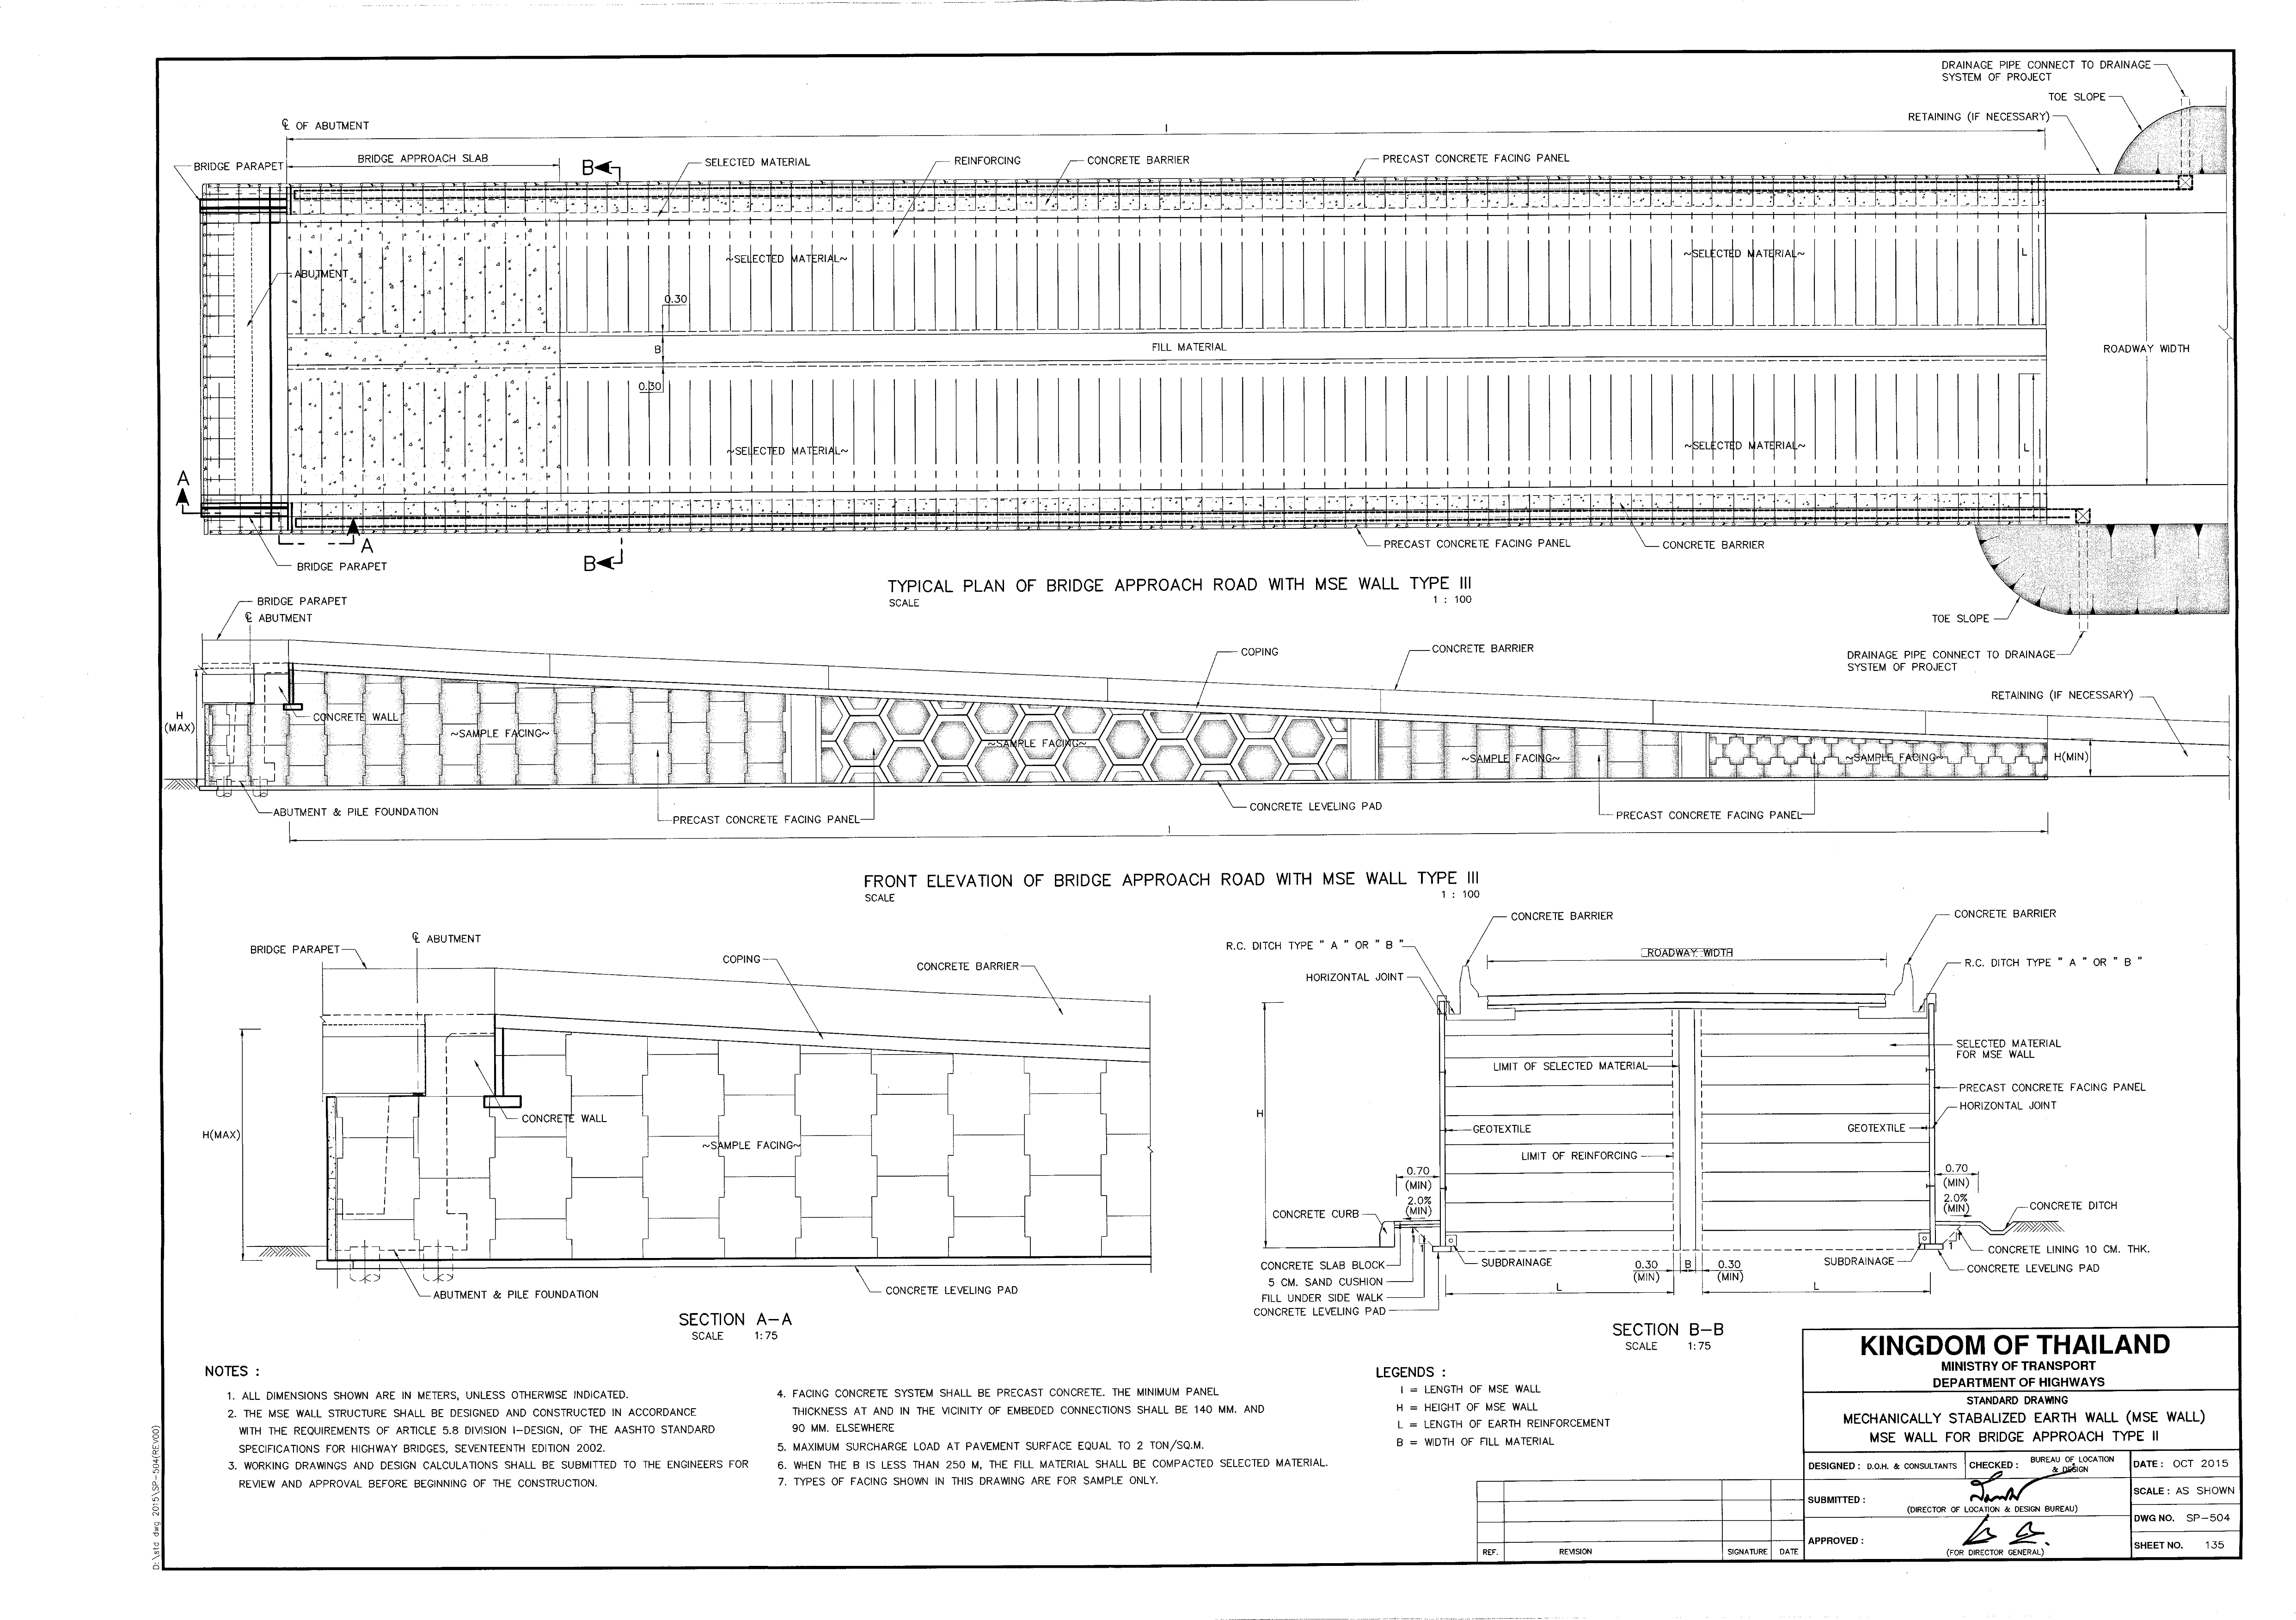 DRAINAGE PIPE CONNECT TO DRAINAGE
SYSTEM OF PROJECT
TOE SLOPE
RETAINING (IF NECESSARY)
℄ OF ABUTMENT
l
BRIDGE PARAPET
BRIDGE APPROACH SLAB
B
SELECTED MATERIAL
REINFORCING
CONCRETE BARRIER
PRECAST CONCRETE FACING PANEL
ABUTMENT
~SELECTED MATERIAL~
~SELECTED MATERIAL~
L
0.30
B
FILL MATERIAL
ROADWAY WIDTH
0.30
~SELECTED MATERIAL~
~SELECTED MATERIAL~
L
A
A
B
BRIDGE PARAPET
PRECAST CONCRETE FACING PANEL
CONCRETE BARRIER
TYPICAL PLAN OF BRIDGE APPROACH ROAD WITH MSE WALL TYPE III
SCALE 1 : 100
TOE SLOPE
DRAINAGE PIPE CONNECT TO DRAINAGE
SYSTEM OF PROJECT
BRIDGE PARAPET
℄ ABUTMENT
COPING
CONCRETE BARRIER
RETAINING (IF NECESSARY)
H
(MAX)
CONCRETE WALL
~SAMPLE FACING~
~SAMPLE FACING~
~SAMPLE FACING~
~SAMPLE FACING~
H(MIN)
ABUTMENT & PILE FOUNDATION
PRECAST CONCRETE FACING PANEL
CONCRETE LEVELING PAD
PRECAST CONCRETE FACING PANEL
l
FRONT ELEVATION OF BRIDGE APPROACH ROAD WITH MSE WALL TYPE III
SCALE 1 : 100
BRIDGE PARAPET
℄ ABUTMENT
COPING
CONCRETE BARRIER
H(MAX)
CONCRETE WALL
~SAMPLE FACING~
ABUTMENT & PILE FOUNDATION
CONCRETE LEVELING PAD
SECTION A-A
SCALE 1:75
CONCRETE BARRIER
CONCRETE BARRIER
R.C. DITCH TYPE " A " OR " B "
ROADWAY WIDTH
R.C. DITCH TYPE " A " OR " B "
HORIZONTAL JOINT
SELECTED MATERIAL
FOR MSE WALL
LIMIT OF SELECTED MATERIAL
PRECAST CONCRETE FACING PANEL
HORIZONTAL JOINT
H
GEOTEXTILE
GEOTEXTILE
LIMIT OF REINFORCING
0.70
(MIN)
2.0%
(MIN)
0.70
(MIN)
2.0%
(MIN)
CONCRETE CURB
CONCRETE DITCH
1
1
CONCRETE LINING 10 CM. THK.
CONCRETE SLAB BLOCK
SUBDRAINAGE
0.30
(MIN)
B
0.30
(MIN)
SUBDRAINAGE
CONCRETE LEVELING PAD
5 CM. SAND CUSHION
FILL UNDER SIDE WALK
CONCRETE LEVELING PAD
L
L
SECTION B-B
SCALE 1:75
NOTES :
1. ALL DIMENSIONS SHOWN ARE IN METERS, UNLESS OTHERWISE INDICATED.
2. THE MSE WALL STRUCTURE SHALL BE DESIGNED AND CONSTRUCTED IN ACCORDANCE
WITH THE REQUIREMENTS OF ARTICLE 5.8 DIVISION I-DESIGN, OF THE AASHTO STANDARD
SPECIFICATIONS FOR HIGHWAY BRIDGES, SEVENTEENTH EDITION 2002.
3. WORKING DRAWINGS AND DESIGN CALCULATIONS SHALL BE SUBMITTED TO THE ENGINEERS FOR
REVIEW AND APPROVAL BEFORE BEGINNING OF THE CONSTRUCTION.
4. FACING CONCRETE SYSTEM SHALL BE PRECAST CONCRETE. THE MINIMUM PANEL
THICKNESS AT AND IN THE VICINITY OF EMBEDED CONNECTIONS SHALL BE 140 MM. AND
90 MM. ELSEWHERE
5. MAXIMUM SURCHARGE LOAD AT PAVEMENT SURFACE EQUAL TO 2 TON/SQ.M.
6. WHEN THE B IS LESS THAN 250 M, THE FILL MATERIAL SHALL BE COMPACTED SELECTED MATERIAL.
7. TYPES OF FACING SHOWN IN THIS DRAWING ARE FOR SAMPLE ONLY.
LEGENDS :
l = LENGTH OF MSE WALL
H = HEIGHT OF MSE WALL
L = LENGTH OF EARTH REINFORCEMENT
B = WIDTH OF FILL MATERIAL
REF. REVISION SIGNATURE DATE
KINGDOM OF THAILAND
MINISTRY OF TRANSPORT
DEPARTMENT OF HIGHWAYS
STANDARD DRAWING
MECHANICALLY STABALIZED EARTH WALL (MSE WALL)
MSE WALL FOR BRIDGE APPROACH TYPE II
DESIGNED : D.O.H. & CONSULTANTS
CHECKED : BUREAU OF LOCATION
& DESIGN
DATE : OCT 2015
SUBMITTED :
(DIRECTOR OF LOCATION & DESIGN BUREAU)
SCALE : AS SHOWN
DWG NO. SP-504
APPROVED :
(FOR DIRECTOR GENERAL)
SHEET NO. 135
D:\std dwg 2015\SP-504(REV00)